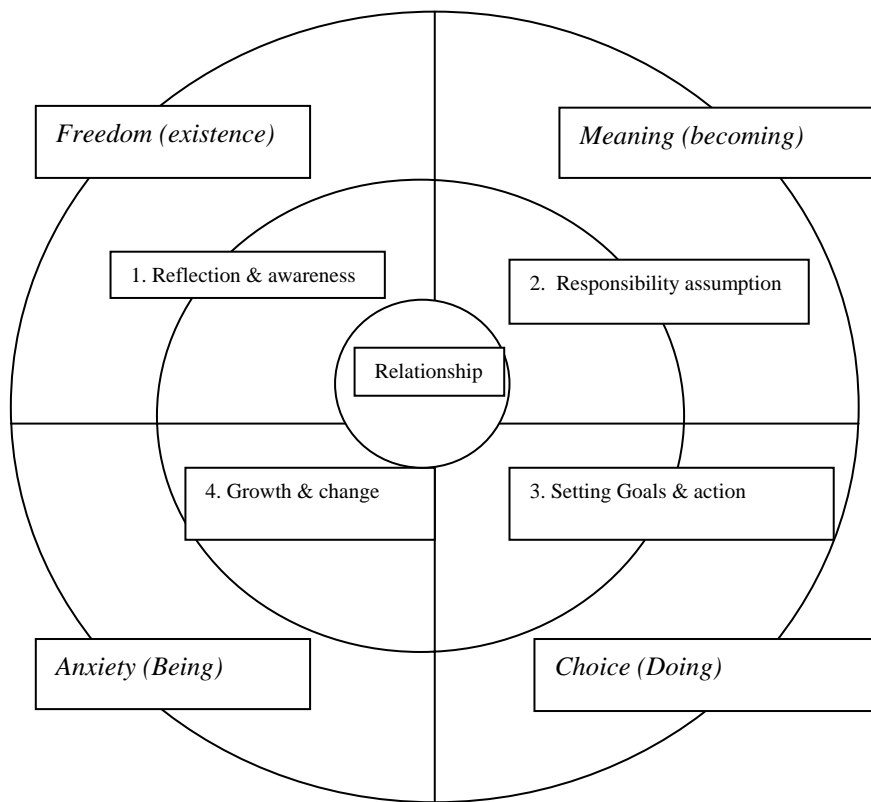 Freedom (existence)
Meaning (becoming)
1. Reflection & awareness
2. Responsibility assumption
Relationship
4. Growth & change
3. Setting Goals & action
Anxiety (Being)
Choice (Doing)